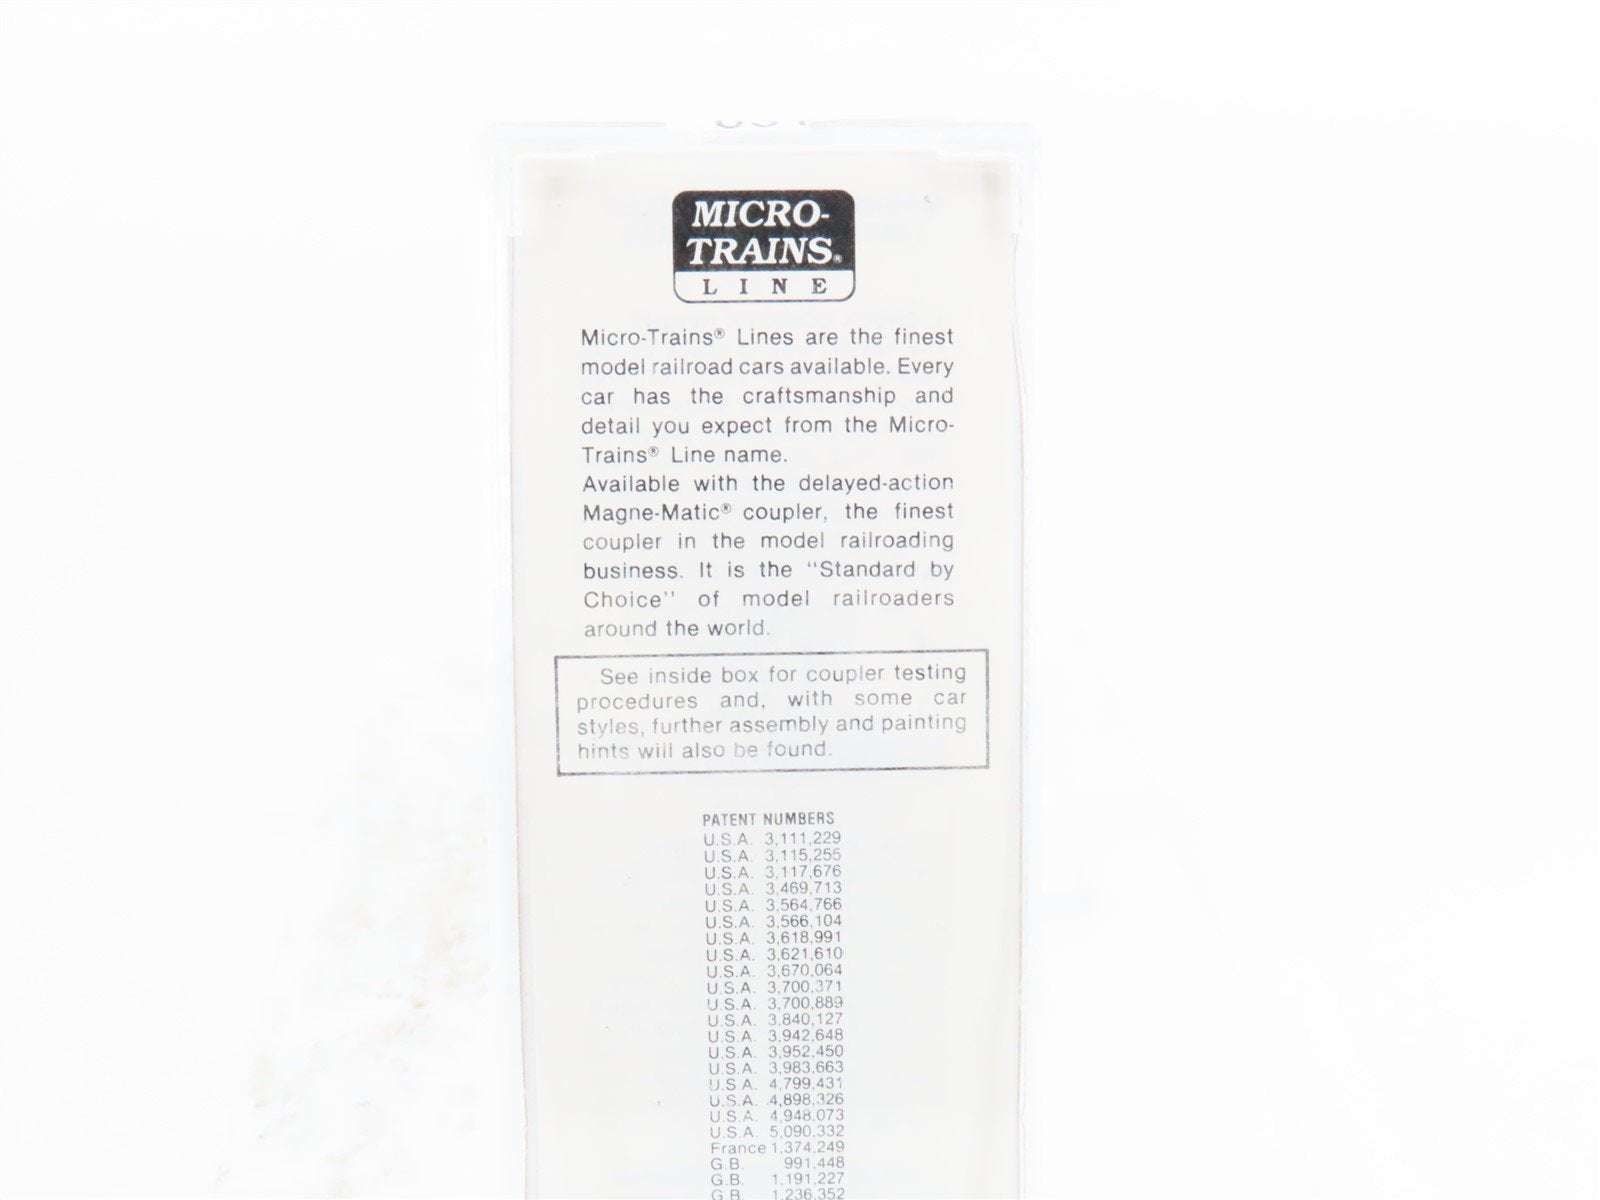 MICRO-
TRAINS®
LINE
Micro-Trains® Lines are the finest
model railroad cars available. Every
car has the craftsmanship and
detail you expect from the Micro-
Trains® Line name.
Available with the delayed-action
Magne-Matic® coupler, the finest
coupler in the model railroading
business. It is the "Standard by
Choice" of model railroaders
around the world.
See inside box for coupler testing
procedures and, with some car
styles, further assembly and painting
hints will also be found.
PATENT NUMBERS
U.S.A. 3,111,229
U.S.A. 3,115,255
U.S.A. 3,117,676
U.S.A. 3,469,713
U.S.A. 3,564,766
U.S.A. 3,566,104
U.S.A. 3,618,991
U.S.A. 3,621,610
U.S.A. 3,670,064
U.S.A. 3,700,371
U.S.A. 3,700,889
U.S.A. 3,840,127
U.S.A. 3,942,648
U.S.A. 3,952,450
U.S.A. 3,983,663
U.S.A. 4,799,431
U.S.A. 4,898,326
U.S.A. 4,948,073
U.S.A. 5,090,332
France 1,374,249
G.B. 991,448
G.B. 1,191,227
G.B. 1,236,352